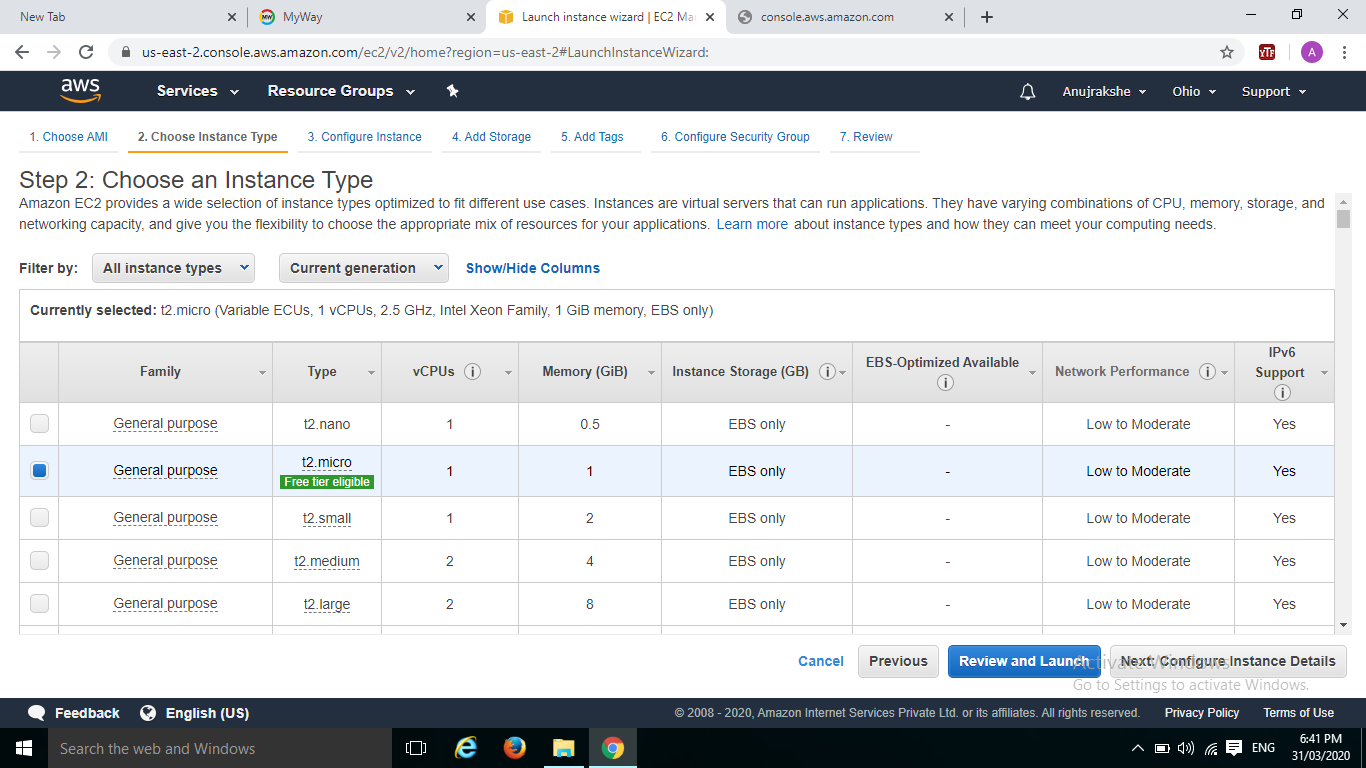 New Tab
MyWay
Launch instance wizard | EC2 Mar
console.aws.amazon.com
us-east-2.console.aws.amazon.com/ec2/v2/home?region=us-east-2#LaunchInstanceWizard:
YTF
A
aws
Services
Resource Groups
Anujrakshe
Ohio
Support
1. Choose AMI
2. Choose Instance Type
3. Configure Instance
4. Add Storage
5. Add Tags
6. Configure Security Group
7. Review
Step 2: Choose an Instance Type
Amazon EC2 provides a wide selection of instance types optimized to fit different use cases. Instances are virtual servers that can run applications. They have varying combinations of CPU, memory, storage, and
networking capacity, and give you the flexibility to choose the appropriate mix of resources for your applications. Learn more about instance types and how they can meet your computing needs.
Filter by: All instance types Current generation Show/Hide Columns
Currently selected: t2.micro (Variable ECUs, 1 vCPUs, 2.5 GHz, Intel Xeon Family, 1 GiB memory, EBS only)
Family Type vCPUs i Memory (GiB) Instance Storage (GB) i EBS-Optimized Available i Network Performance i IPv6 Support i
General purpose t2.nano 1 0.5 EBS only - Low to Moderate Yes
General purpose t2.micro Free tier eligible 1 1 EBS only - Low to Moderate Yes
General purpose t2.small 1 2 EBS only - Low to Moderate Yes
General purpose t2.medium 2 4 EBS only - Low to Moderate Yes
General purpose t2.large 2 8 EBS only - Low to Moderate Yes
Cancel Previous Review and Launch Next: Configure Instance Details
Activate Windows
Go to Settings to activate Windows.
Feedback English (US) © 2008 - 2020, Amazon Internet Services Private Ltd. or its affiliates. All rights reserved. Privacy Policy Terms of Use
Search the web and Windows
ENG
6:41 PM
31/03/2020